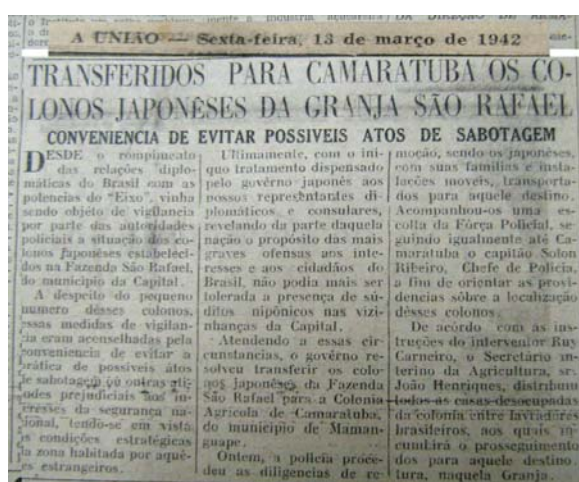 A UNIÃO — Sexta-feira, 13 de março de 1942
TRANSFERIDOS PARA CAMARATUBA OS CO-
LONOS JAPONÊSES DA GRANJA SÃO RAFAEL
CONVENIENCIA DE EVITAR POSSIVEIS ATOS DE SABOTAGEM
DESDE o rompimento
das relações diplo-
máticas do Brasil com as
potencias do "Eixo", vinha
sendo objéto de vigilancia
por parte das autoridades
policiais a situação dos co-
lonos japonêses estabeleci-
dos na Fazenda São Rafael,
do municipio da Capital.
A despeito do pequeno
numero dêsses colonos,
essas medidas de vigilan-
cia eram aconselhadas pela
conveniencia de evitar a
prática de possiveis atos
de sabotagem ou outras ati-
udes prejudiciais aos in-
eresses da segurança na-
ional, tendo-se em vista
s condições estratégicas
a zona habitada por aquê-
es estrangeiros.
Ultimamente, com o ini-
quo tratamento dispensado
pelo govêrno japonês aos
nossos representantes di-
plomáticos e consulares,
revelando da parte daquela
nação o propósito das mais
graves ofensas aos inte-
resses e aos cidadãos do
Brasil, não podia mais ser
tolerada a presença de sú-
ditos nipônicos nas vizi-
nhanças da Capital.
Atendendo a essas cir-
cunstancias, o govêrno re-
solveu transferir os colo-
nos japonêses da Fazenda
São Rafael para a Colonia
Agricola de Camaratuba,
do municipio de Maman-
guape.
Ontem, a policia proce-
deu as diligencias de re-
moção, sendo os japonêses,
com suas familias e insta-
lações moveis, transporta-
dos para aquele destino.
Acompanhou-os uma es-
colta da Fôrça Policial, se-
guindo igualmente até Ca-
maratuba o capitão Solon
Ribeiro, Chefe de Policia,
a fim de orientar as provi-
dencias sôbre a localização
dêsses colonos.
De acôrdo com as ins-
truções do interventor Ruy
Carneiro, o Secretário in-
terino da Agricultura, sr.
João Henriques, distribuiu
todas as casas desocupadas
da colonia entre lavradores
brasileiros, aos quais in-
cumbirá o prosseguimento
dos para aquele destino.
tura, naquela Granja.